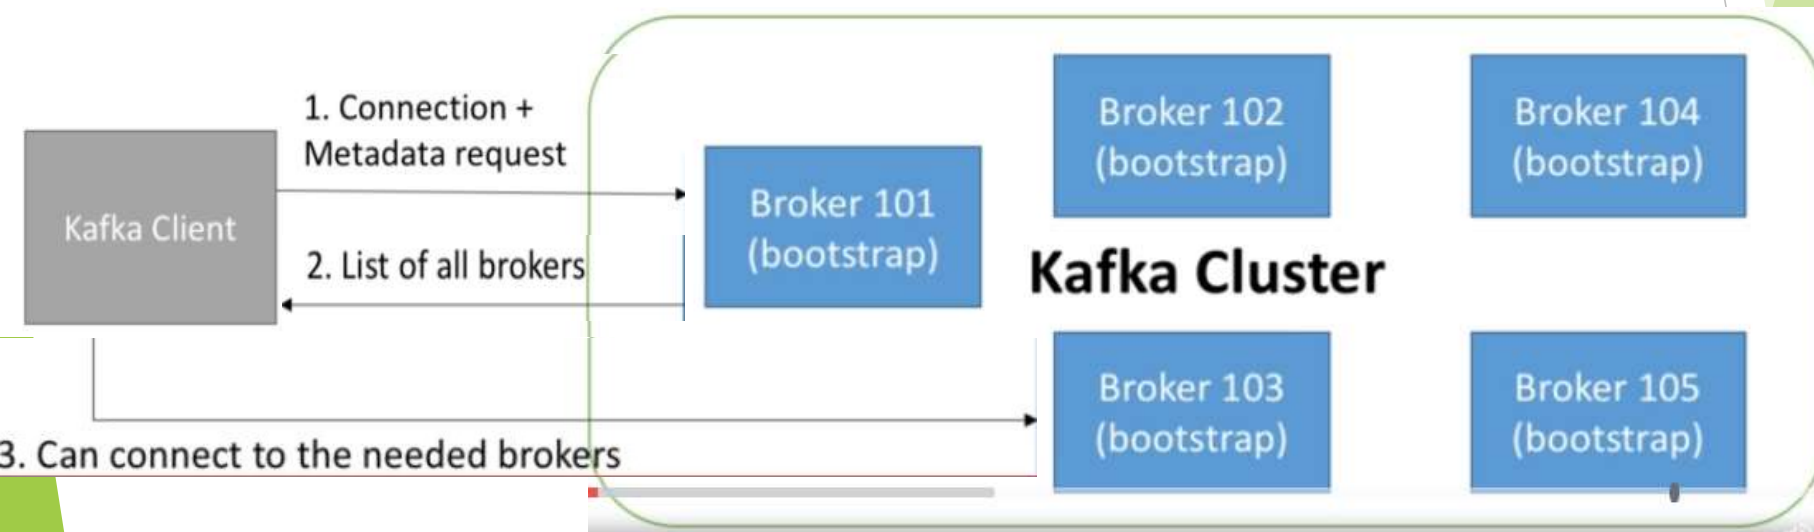 1. Connection +
Metadata request
Kafka Client
2. List of all brokers
3. Can connect to the needed brokers
Broker 101
(bootstrap)
Broker 102
(bootstrap)
Broker 104
(bootstrap)
Kafka Cluster
Broker 103
(bootstrap)
Broker 105
(bootstrap)